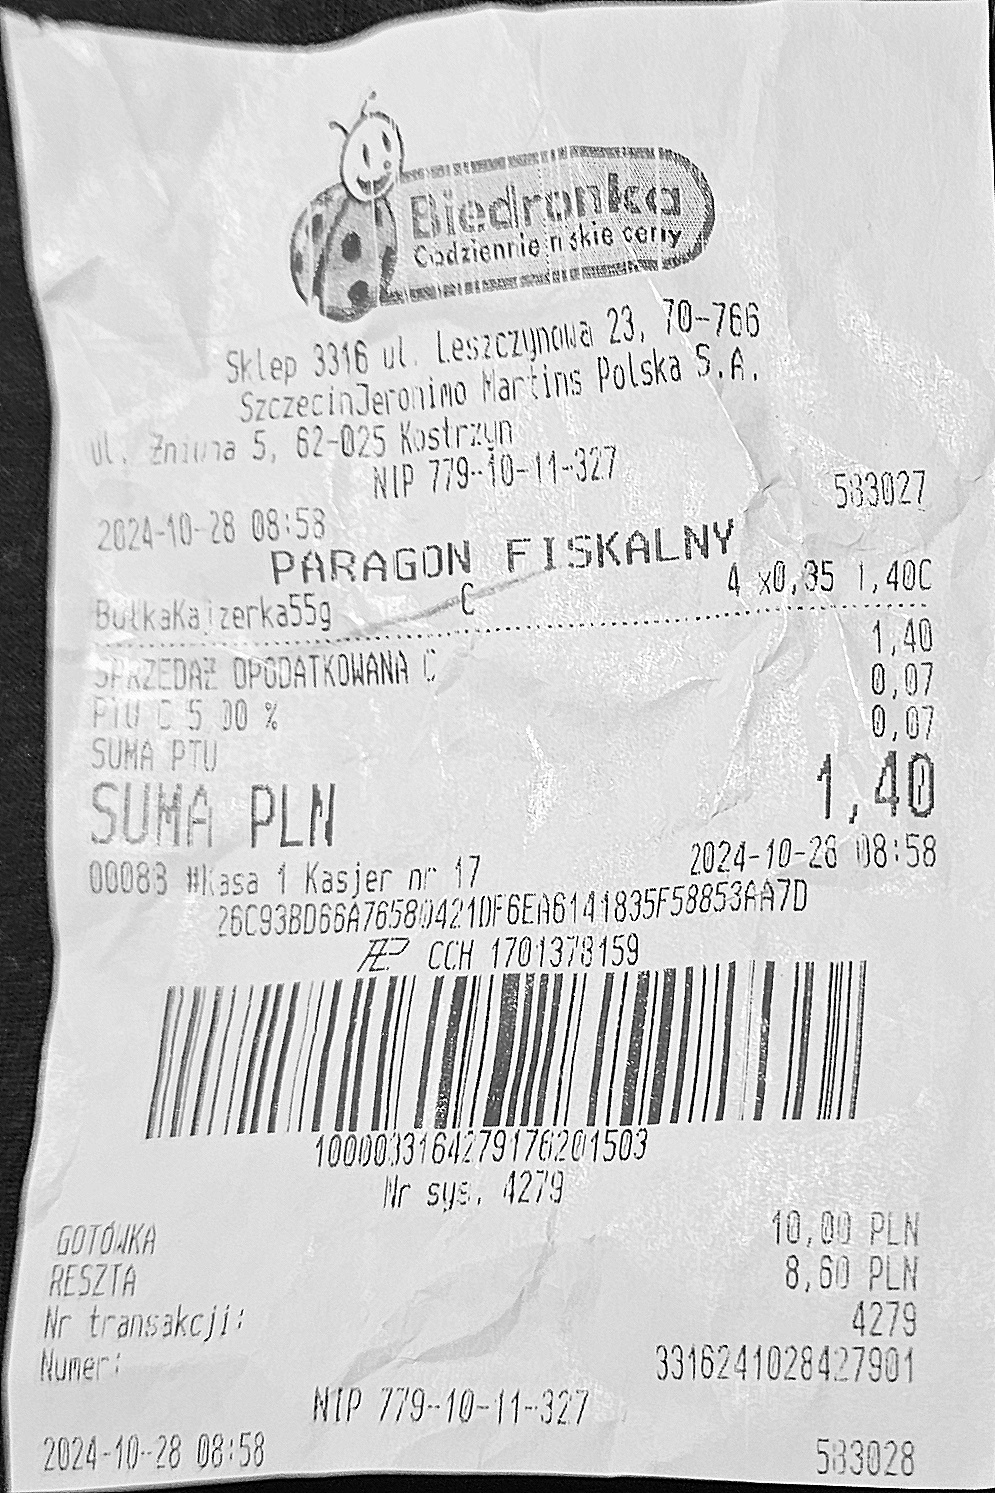 Biedronka
Codziennie niskie ceny
Sklep 3316 ul. Leszczynowa 23, 70-766
SzczecinJeronimo Martins Polska S.A.
ul. Żniwna 5, 62-025 Kostrzyn
NIP 779-10-11-327
2024-10-28 08:58 583027
PARAGON FISKALNY
BułkaKajzerka55g C 4 x0,35 1,40C
SPRZEDAŻ OPODATKOWANA C 1,40
PTU C 5,00 % 0,07
SUMA PTU 0,07
SUMA PLN 1,40
00083 #Kasa 1 Kasjer nr 17 2024-10-28 08:58
26C93BD66A76580421DF6EA6141835F58853AA7D
CCH 1701378159
1000033164279176201503
Nr sys. 4279
GOTÓWKA 10,00 PLN
RESZTA 8,60 PLN
Nr transakcji: 4279
Numer: 3316241028427901
NIP 779-10-11-327
2024-10-28 08:58 583028